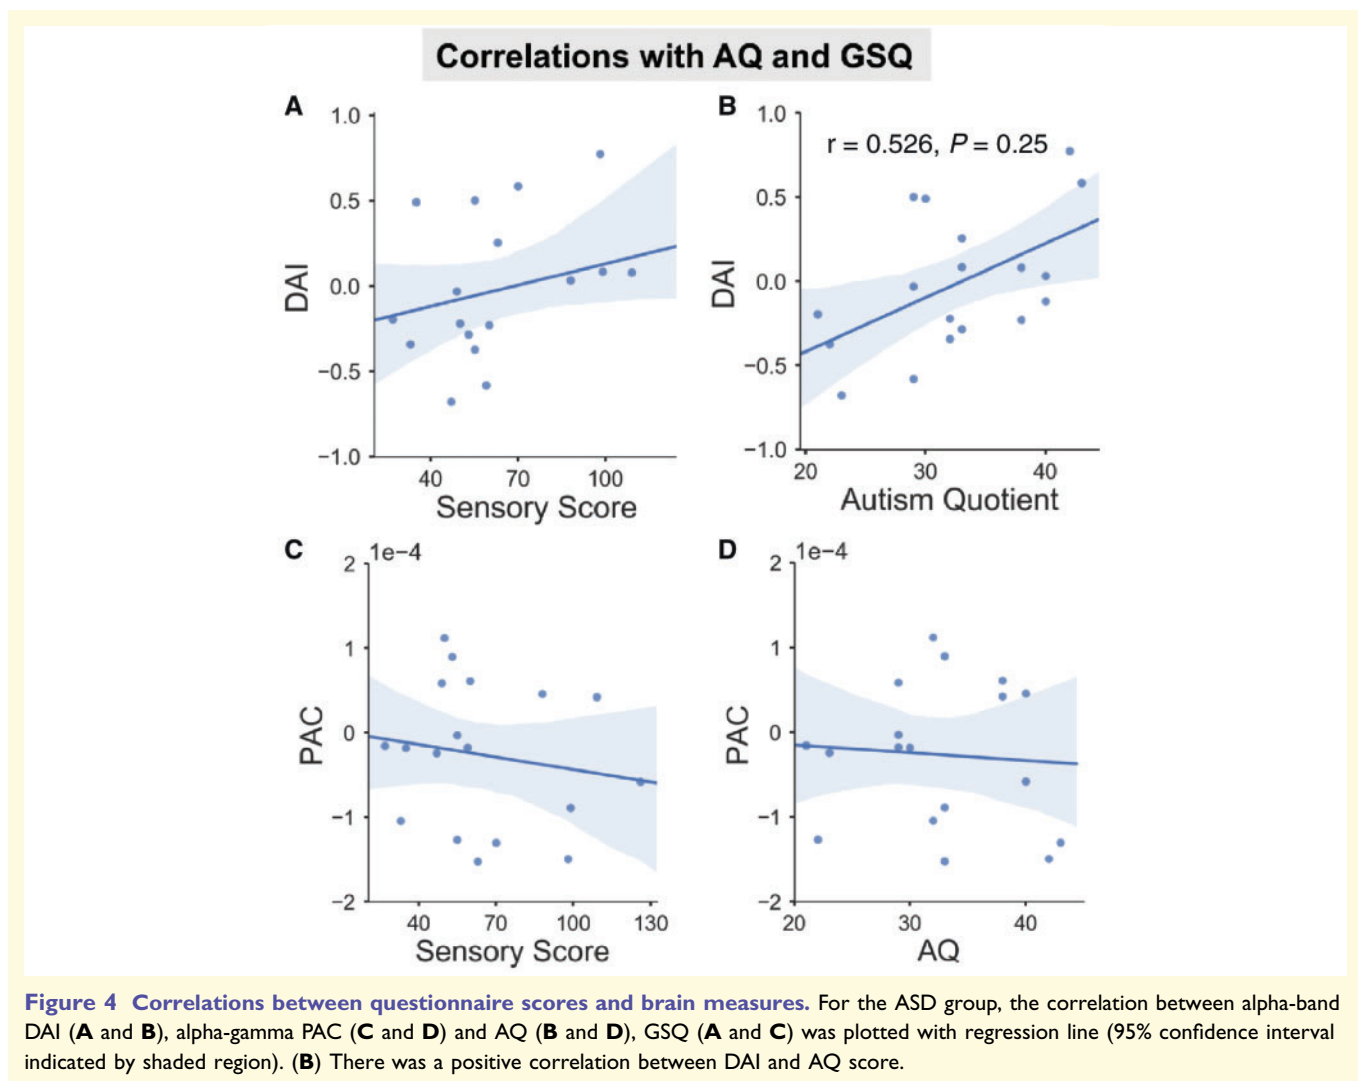 Correlations with AQ and GSQ
A
1.0
0.5
0.0
−0.5
−1.0
DAI
40 70 100
Sensory Score
B
r = 0.526, P = 0.25
1.0
0.5
0.0
−0.5
−1.0
DAI
20 30 40
Autism Quotient
C
1e−4
2
1
0
−1
−2
PAC
40 70 100 130
Sensory Score
D
1e−4
2
1
0
−1
−2
PAC
20 30 40
AQ
Figure 4 Correlations between questionnaire scores and brain measures. For the ASD group, the correlation between alpha-band
DAI (A and B), alpha-gamma PAC (C and D) and AQ (B and D), GSQ (A and C) was plotted with regression line (95% confidence interval
indicated by shaded region). (B) There was a positive correlation between DAI and AQ score.